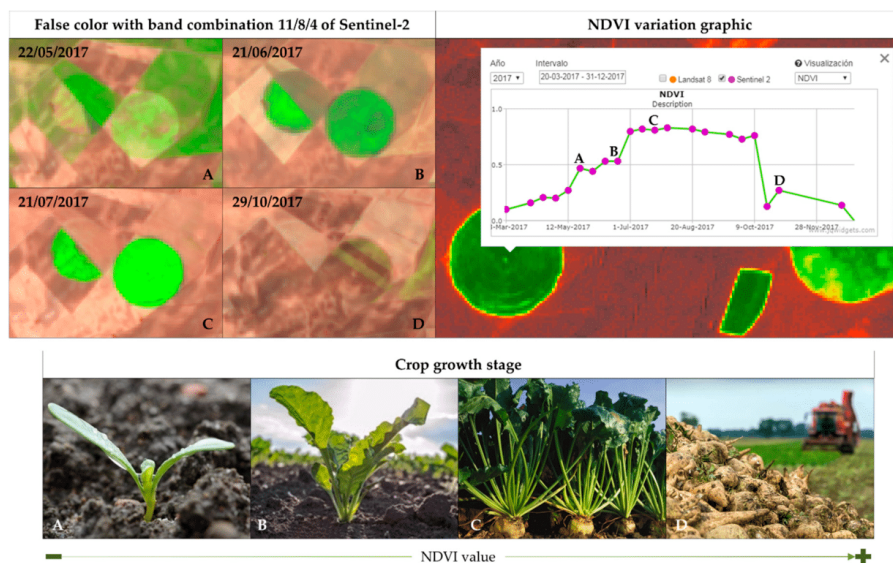 False color with band combination 11/8/4 of Sentinel-2
22/05/2017
A
21/06/2017
B
21/07/2017
C
29/10/2017
D
NDVI variation graphic
Año
2017
Intervalo
20-03-2017 - 31-12-2017
Landsat 8
Sentinel 2
Visualización
NDVI
NDVI
Description
1.0
0.5
0.0
A
B
C
D
-Mar-2017
12-May-2017
1-Jul-2017
20-Aug-2017
9-Oct-2017
28-Nov-2017
Crop growth stage
A
B
C
D
NDVI value